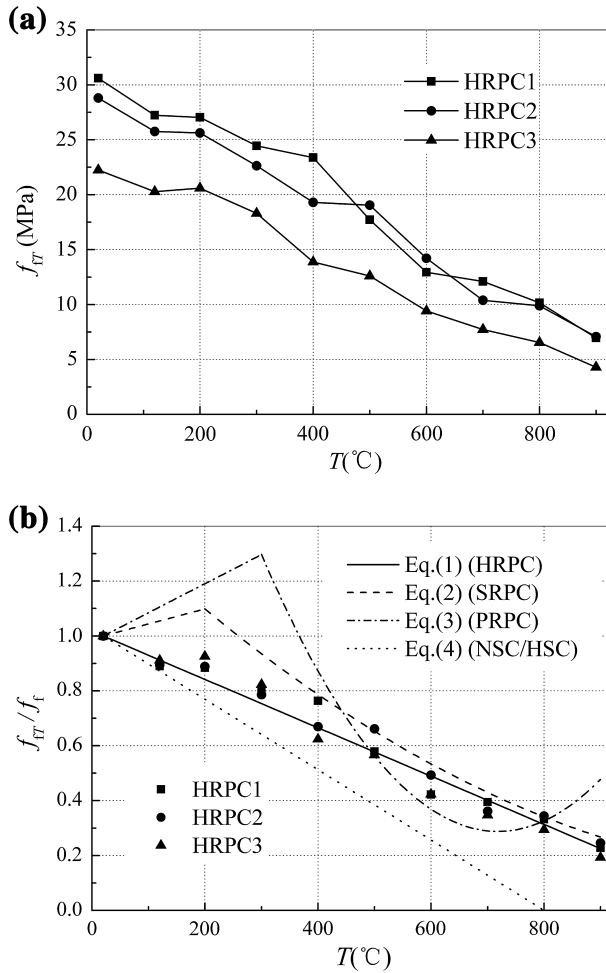 (a)
35
30
25
20
15
10
5
0
f_fT (MPa)
HRPC1
HRPC2
HRPC3
0 200 400 600 800
T(℃)
(b)
1.4
1.2
1.0
0.8
0.6
0.4
0.2
0.0
f_fT / f_f
Eq.(1) (HRPC)
Eq.(2) (SRPC)
Eq.(3) (PRPC)
Eq.(4) (NSC/HSC)
HRPC1
HRPC2
HRPC3
0 200 400 600 800
T(℃)